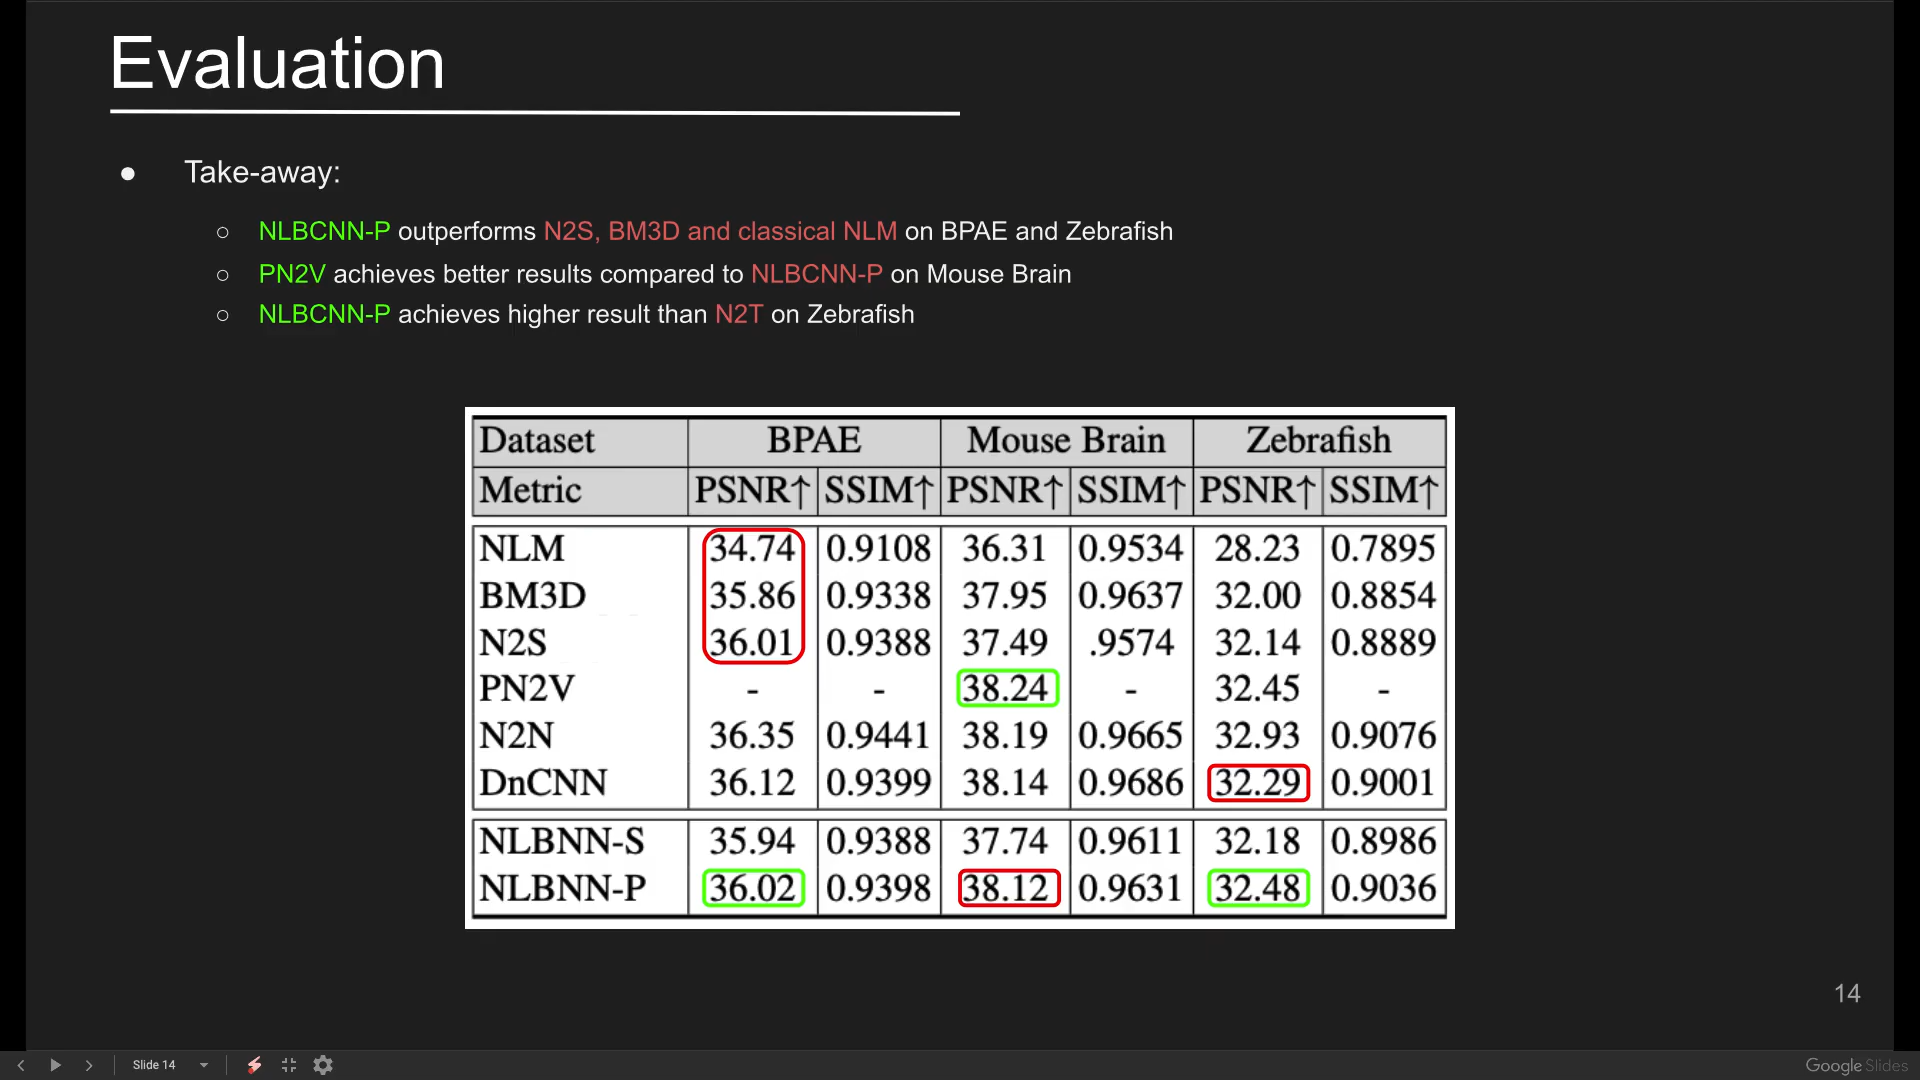 Evaluation
● Take-away:
○ NLBCNN-P outperforms N2S, BM3D and classical NLM on BPAE and Zebrafish
○ PN2V achieves better results compared to NLBCNN-P on Mouse Brain
○ NLBCNN-P achieves higher result than N2T on Zebrafish
Dataset BPAE Mouse Brain Zebrafish
Metric PSNR↑ SSIM↑ PSNR↑ SSIM↑ PSNR↑ SSIM↑
NLM 34.74 0.9108 36.31 0.9534 28.23 0.7895
BM3D 35.86 0.9338 37.95 0.9637 32.00 0.8854
N2S 36.01 0.9388 37.49 .9574 32.14 0.8889
PN2V - - 38.24 - 32.45 -
N2N 36.35 0.9441 38.19 0.9665 32.93 0.9076
DnCNN 36.12 0.9399 38.14 0.9686 32.29 0.9001
NLBNN-S 35.94 0.9388 37.74 0.9611 32.18 0.8986
NLBNN-P 36.02 0.9398 38.12 0.9631 32.48 0.9036
14
Slide 14
Google Slides